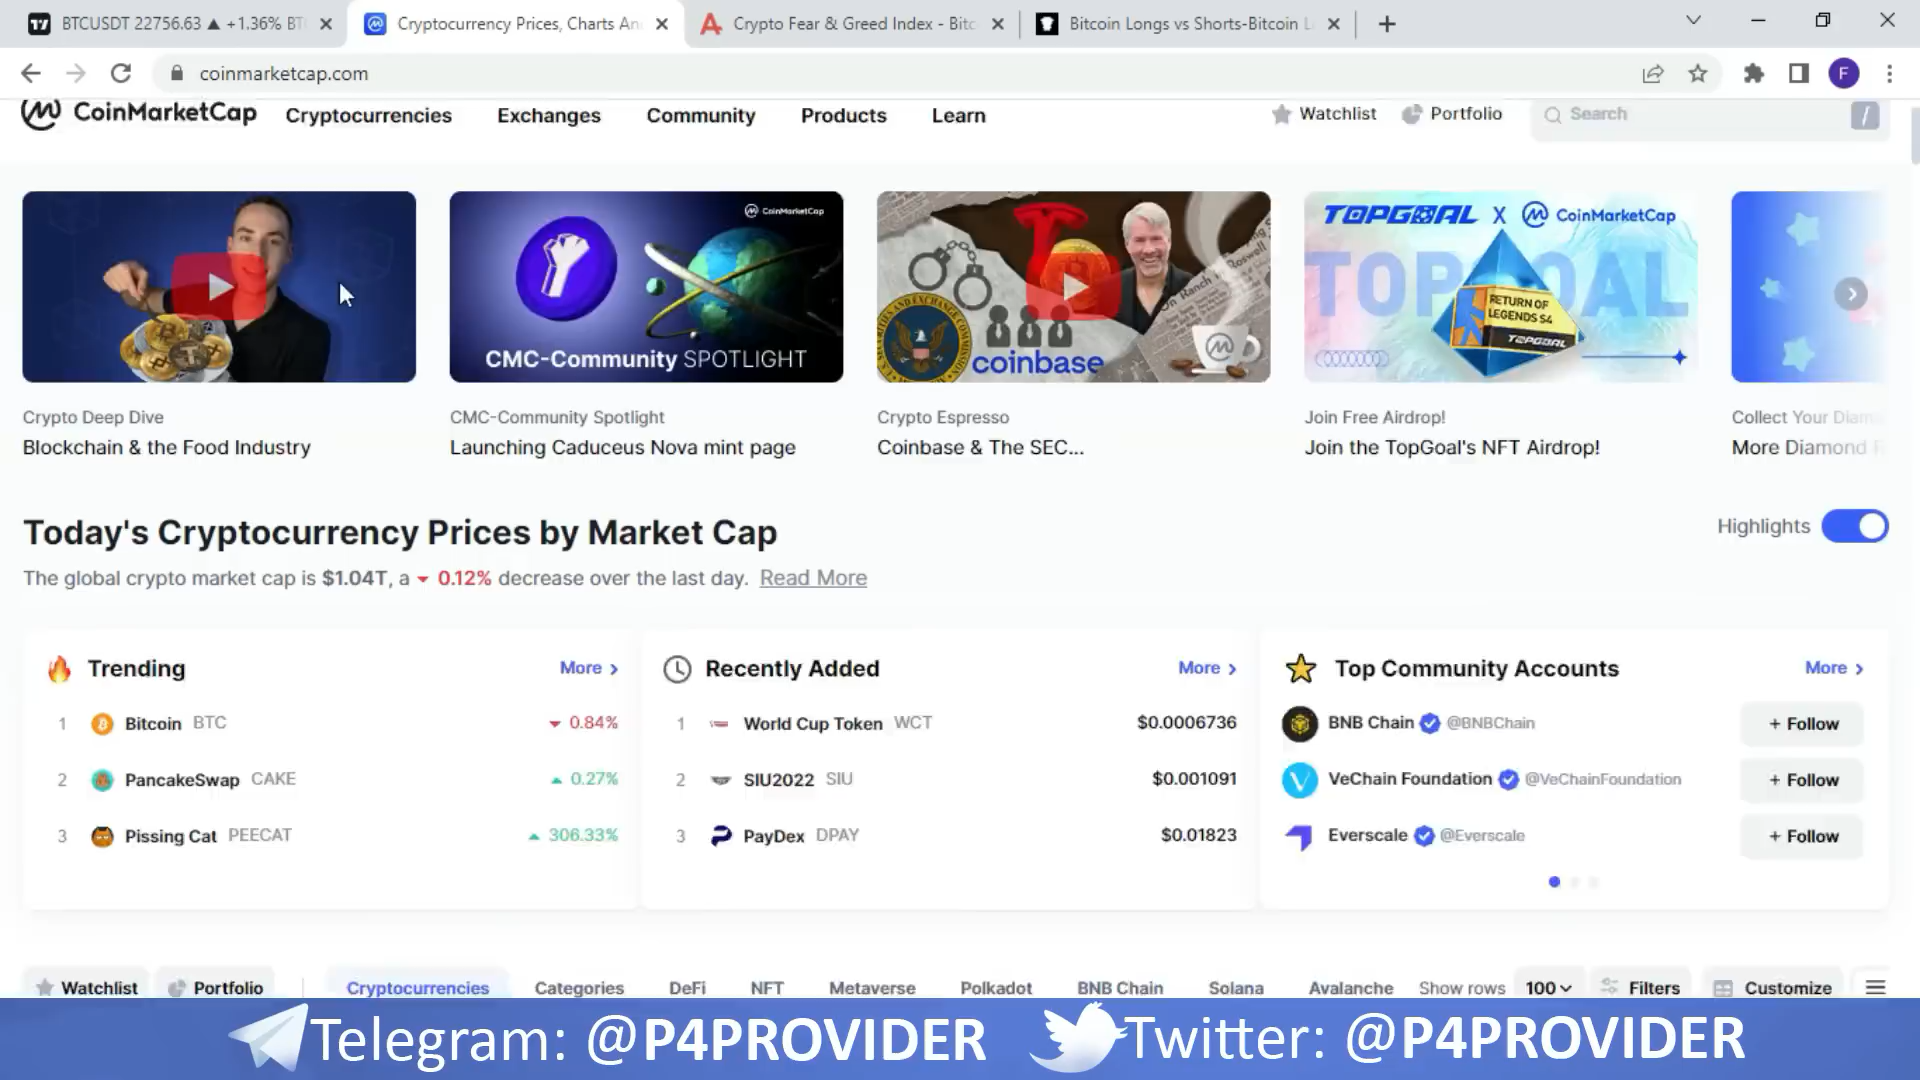 BTCUSDT 22756.63 ▲ +1.36%
Cryptocurrency Prices, Charts
Crypto Fear & Greed Index -
Bitcoin Longs vs Shorts-Bitcoin
coinmarketcap.com
F
CoinMarketCap
Cryptocurrencies
Exchanges
Community
Products
Learn
Watchlist
Portfolio
Search
/
CoinMarketCap
CMC-Community SPOTLIGHT
coinbase
TOPGOAL X CoinMarketCap
TOPGOAL
RETURN OF
LEGENDS S4
TOPGOAL
Crypto Deep Dive
Blockchain & the Food Industry
CMC-Community Spotlight
Launching Caduceus Nova mint page
Crypto Espresso
Coinbase & The SEC...
Join Free Airdrop!
Join the TopGoal's NFT Airdrop!
Collect Your
More Diamond
Today's Cryptocurrency Prices by Market Cap
Highlights
The global crypto market cap is $1.04T, a ▼ 0.12% decrease over the last day. Read More
Trending
More >
1 Bitcoin BTC ▼ 0.84%
2 PancakeSwap CAKE ▲ 0.27%
3 Pissing Cat PEECAT ▲ 306.33%
Recently Added
More >
1 World Cup Token WCT $0.0006736
2 SIU2022 SIU $0.001091
3 PayDex DPAY $0.01823
Top Community Accounts
More >
BNB Chain @BNBChain + Follow
VeChain Foundation @VeChainFoundation + Follow
Everscale @Everscale + Follow
Watchlist
Portfolio
Cryptocurrencies
Categories
DeFi
NFT
Metaverse
Polkadot
BNB Chain
Solana
Avalanche
Show rows
100
Filters
Customize
Telegram: @P4PROVIDER
Twitter: @P4PROVIDER